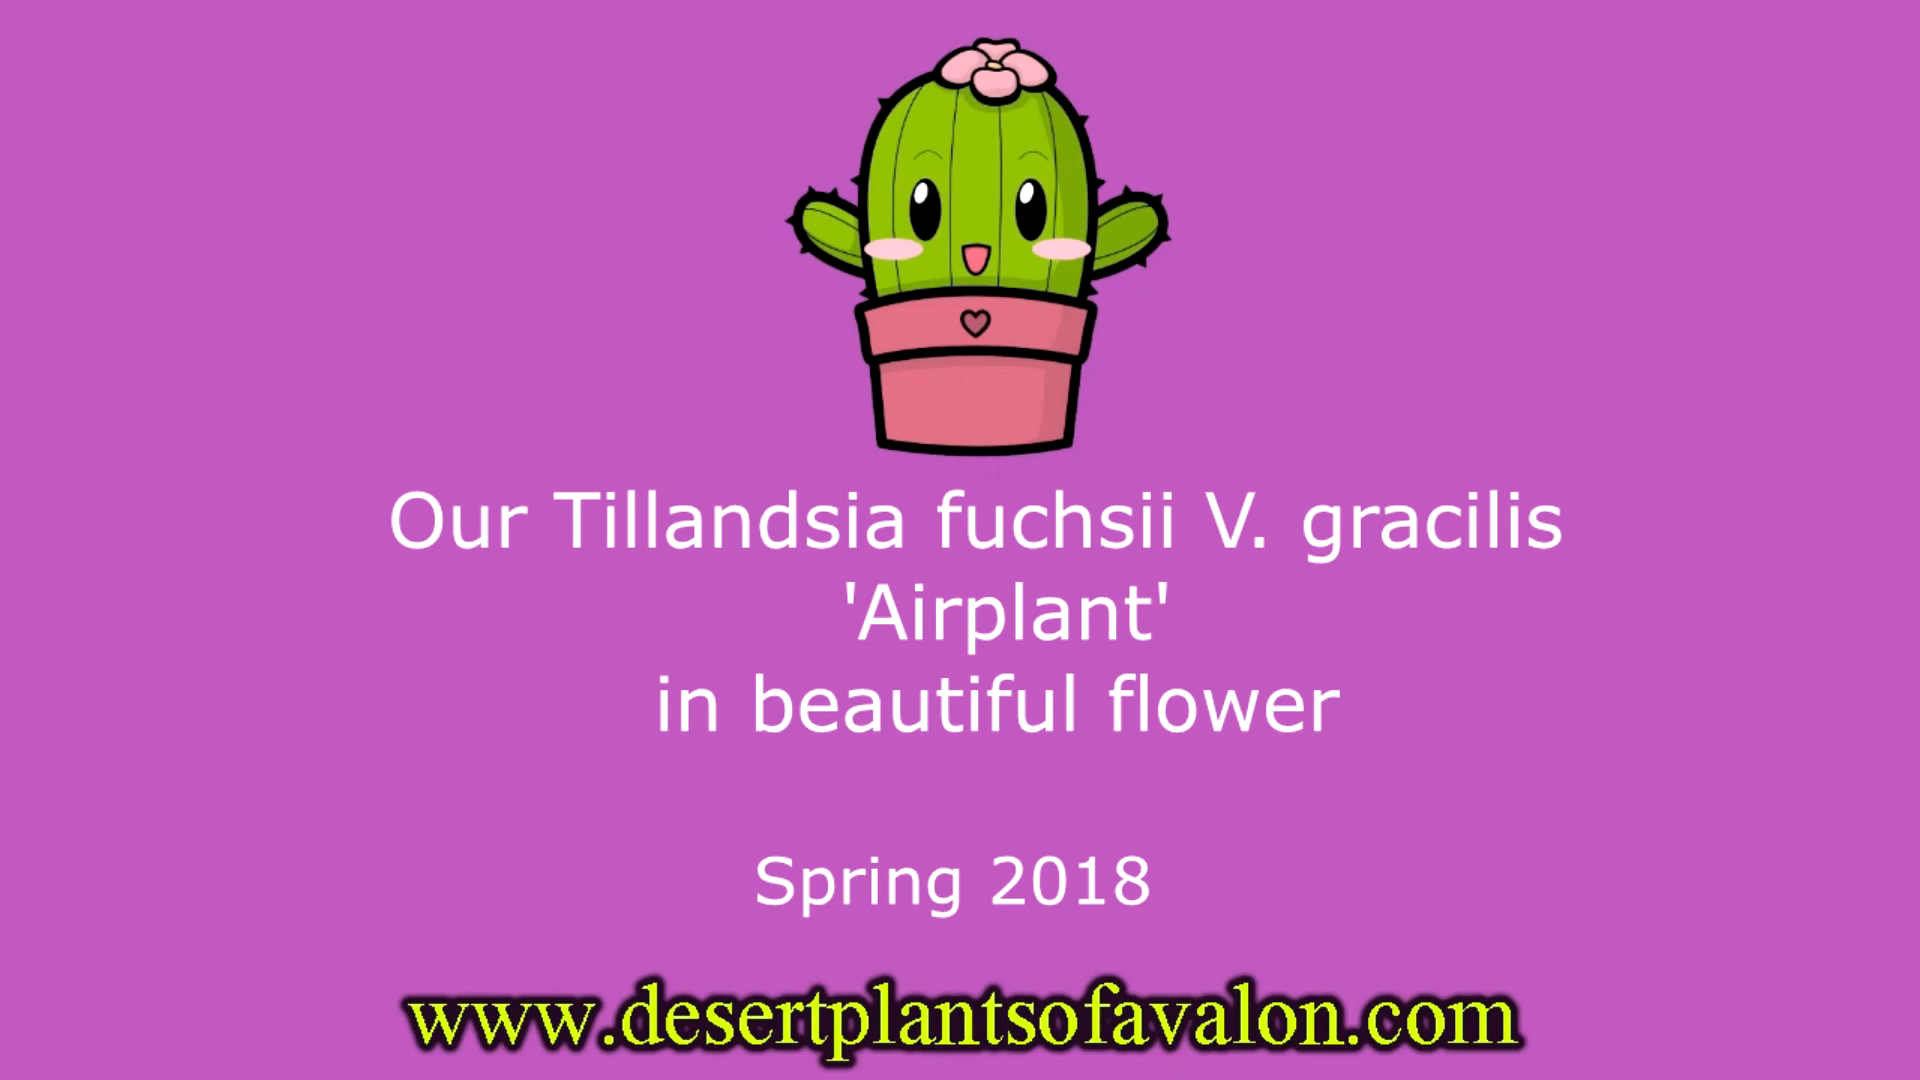 Our Tillandsia fuchsii V. gracilis
'Airplant'
in beautiful flower
Spring 2018
www.desertplantsofavalon.com